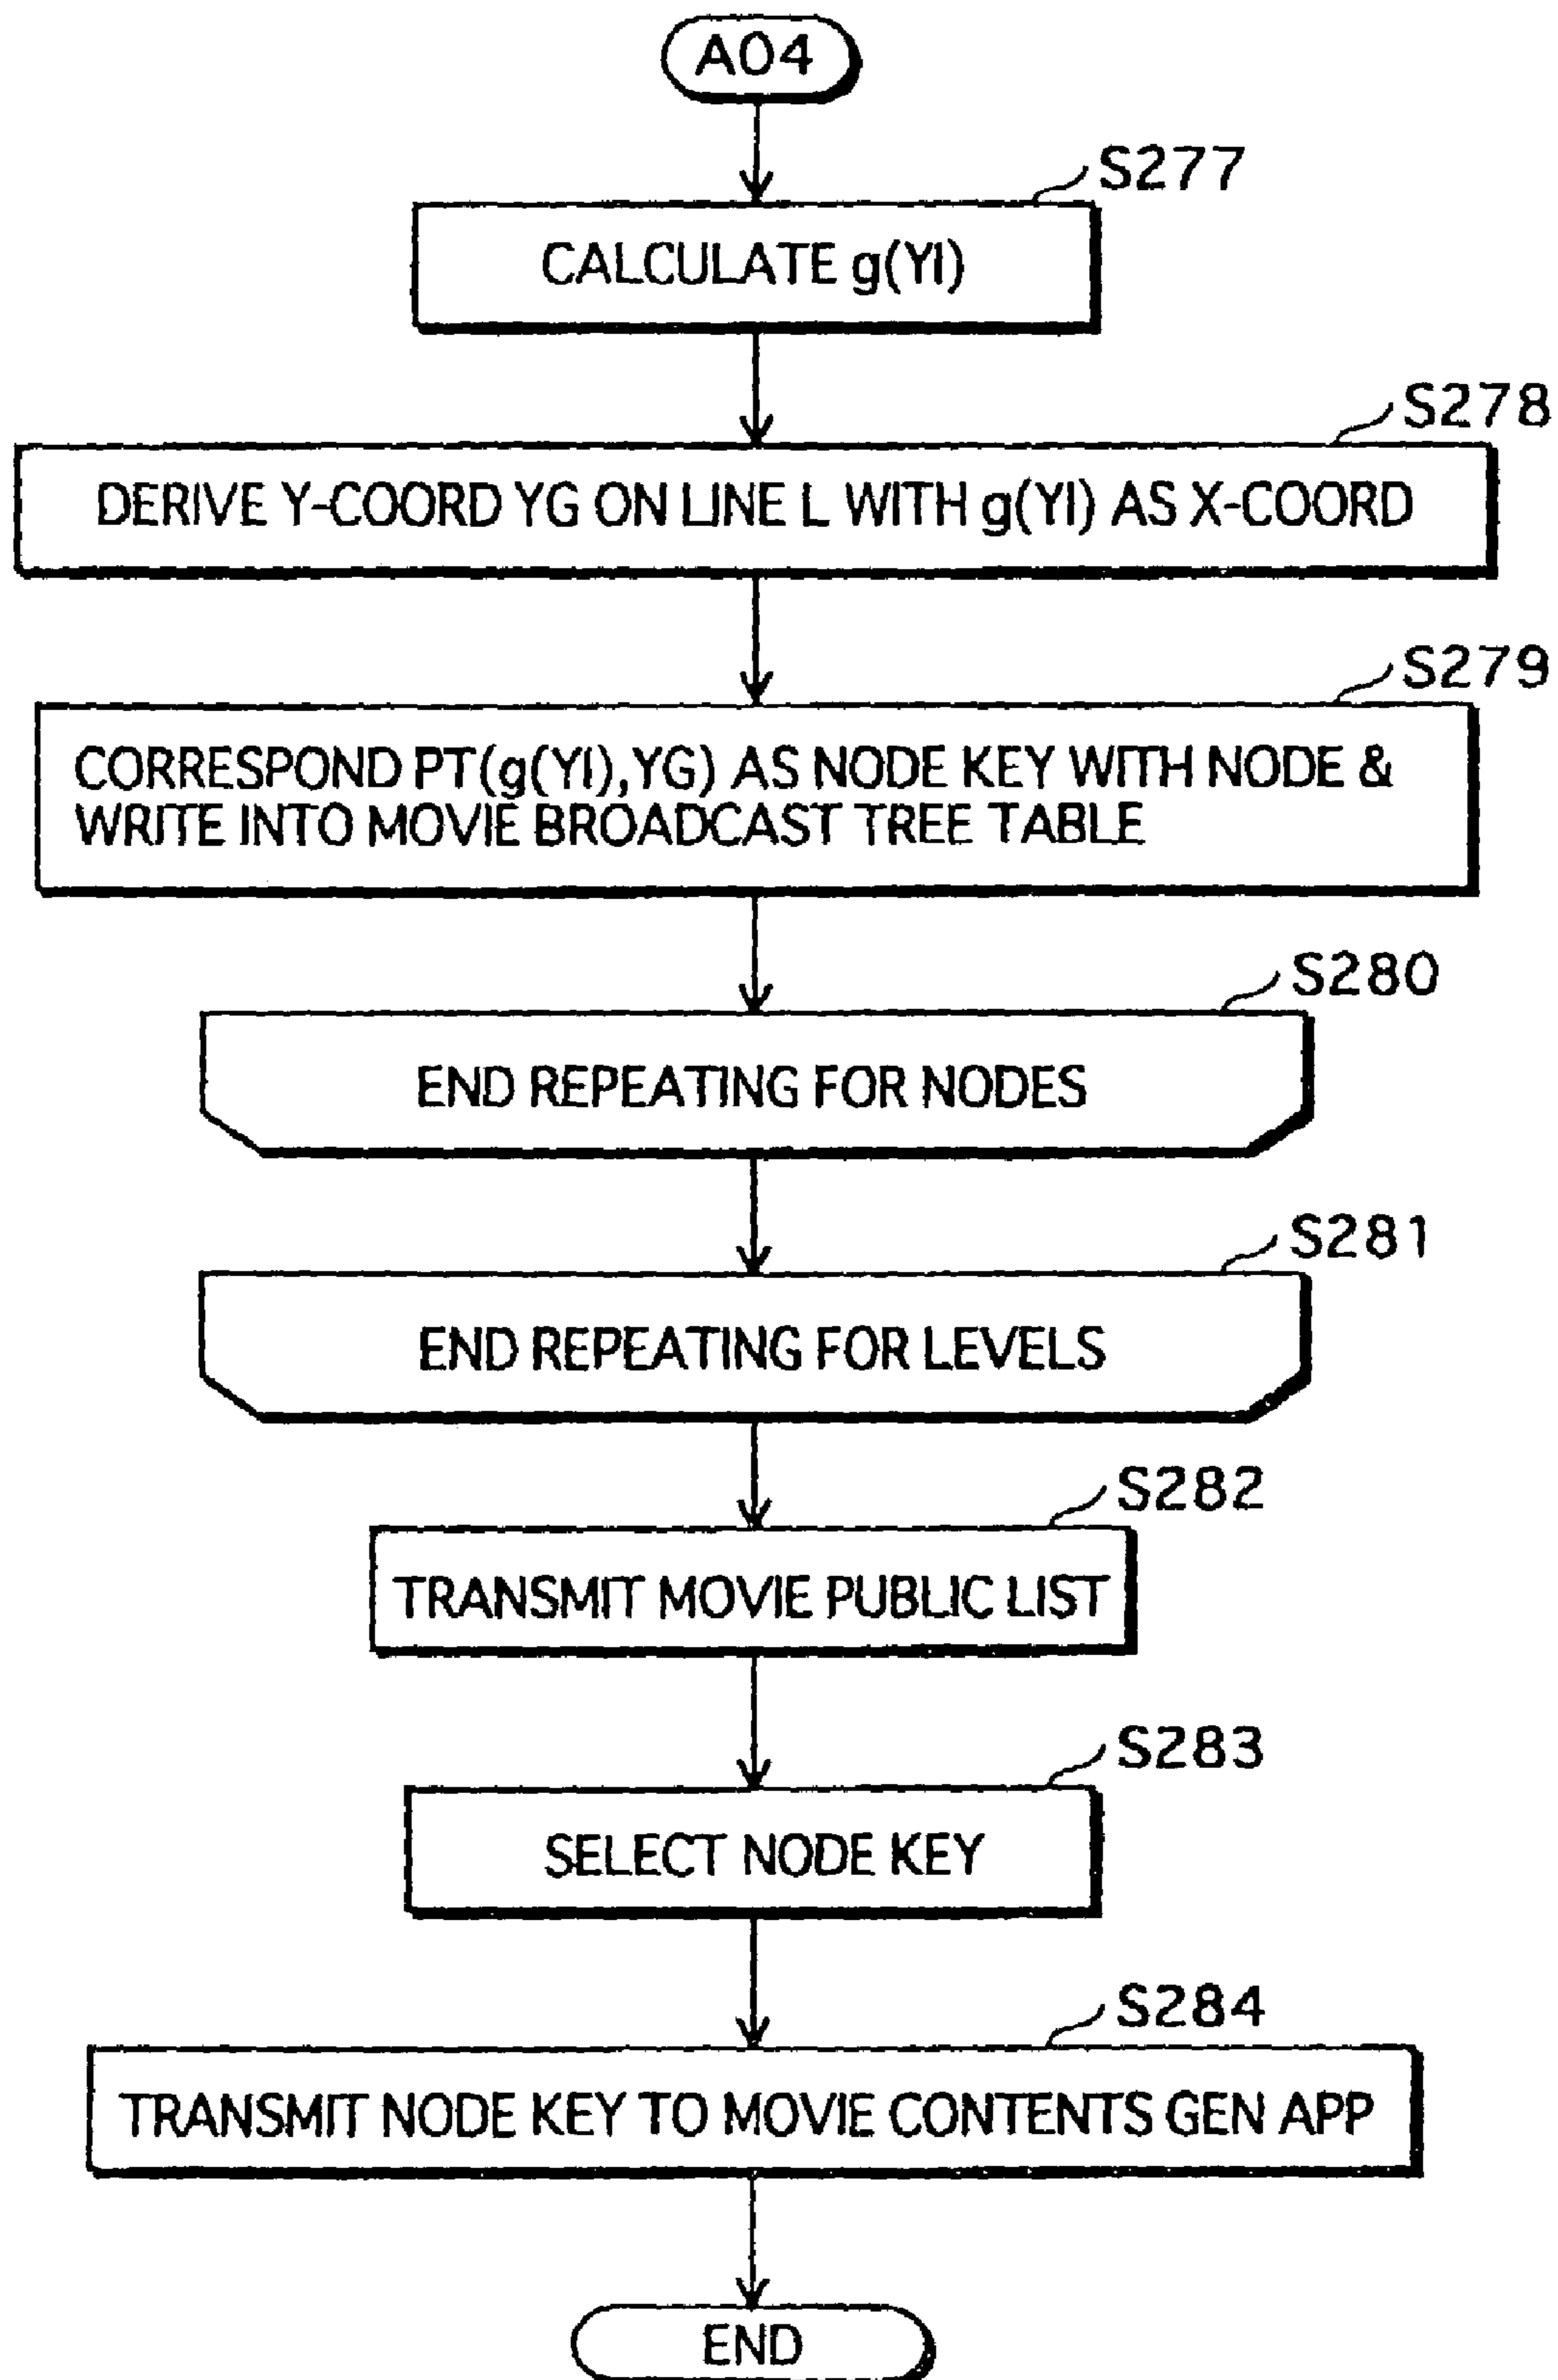 A04
S277
CALCULATE g(YI)
S278
DERIVE Y-COORD YG ON LINE L WITH g(YI) AS X-COORD
S279
CORRESPOND PT(g(YI),YG) AS NODE KEY WITH NODE &
WRITE INTO MOVIE BROADCAST TREE TABLE
S280
END REPEATING FOR NODES
S281
END REPEATING FOR LEVELS
S282
TRANSMIT MOVIE PUBLIC LIST
S283
SELECT NODE KEY
S284
TRANSMIT NODE KEY TO MOVIE CONTENTS GEN APP
END